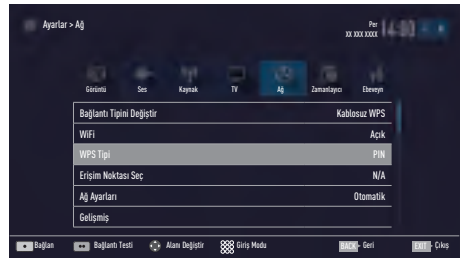 Ayarlar > Ağ
Per
XX XXX XXXX
Görüntü Ses Kaynak TV Ağ Zamanlayıcı Ebeveyn
Bağlantı Tipini Değiştir Kablosuz WPS
WiFi Açık
WPS Tipi PIN
Erişim Noktası Seç N/A
Ağ Ayarları Otomatik
Gelişmiş
Bağlan Bağlantı Testi Alanı Değiştir Giriş Modu BACK - Geri EXIT - Çıkış